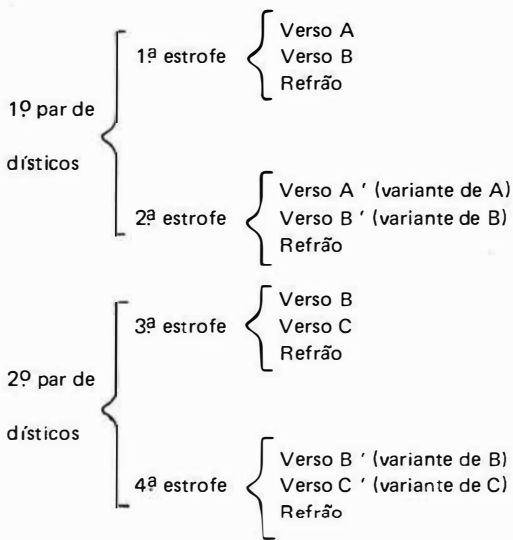 1º par de
dísticos
1ª estrofe
Verso A
Verso B
Refrão
2ª estrofe
Verso A ' (variante de A)
Verso B ' (variante de B)
Refrão
2º par de
dísticos
3ª estrofe
Verso B
Verso C
Refrão
4ª estrofe
Verso B ' (variante de B)
Verso C ' (variante de C)
Refrão